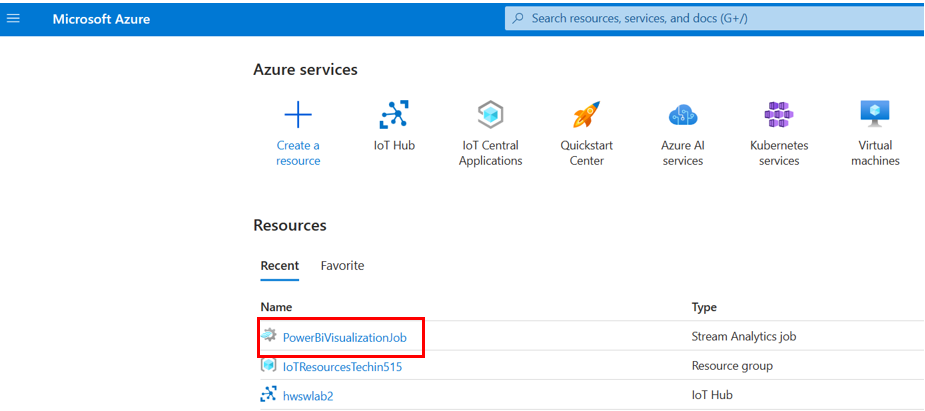 Microsoft Azure
Search resources, services, and docs (G+/)
Azure services
Create a resource
IoT Hub
IoT Central Applications
Quickstart Center
Azure AI services
Kubernetes services
Virtual machines
Resources
Recent Favorite
Name Type
PowerBiVisualizationJob Stream Analytics job
IoTResourcesTechin515 Resource group
hwswlab2 IoT Hub